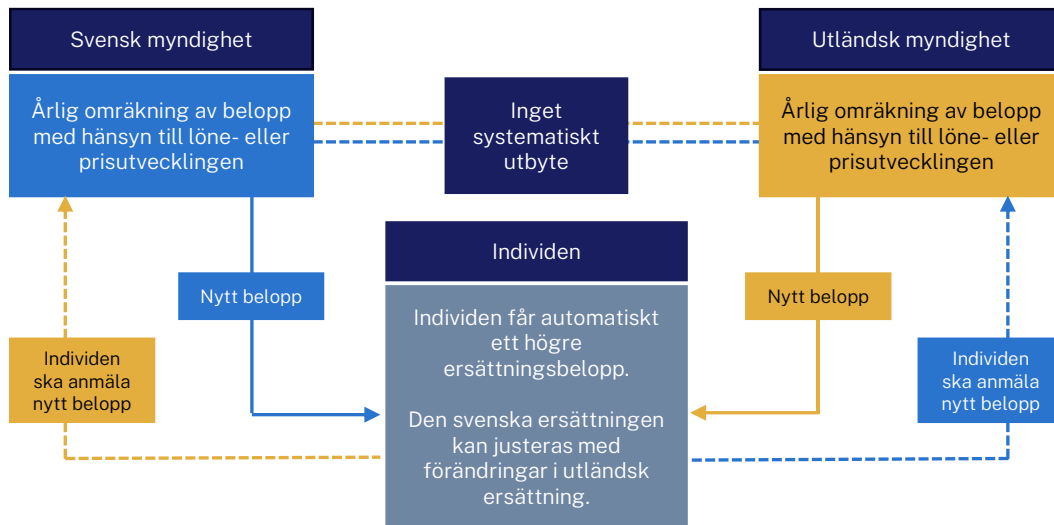 Svensk myndighet
Årlig omräkning av belopp
med hänsyn till löne- eller
prisutvecklingen
Inget
systematiskt
utbyte
Utländsk myndighet
Årlig omräkning av belopp
med hänsyn till löne- eller
prisutvecklingen
Individen
Nytt belopp
Nytt belopp
Individen får automatiskt
ett högre
ersättningsbelopp.
Den svenska ersättningen
kan justeras med
förändringar i utländsk
ersättning.
Individen
ska anmäla
nytt belopp
Individen
ska anmäla
nytt belopp